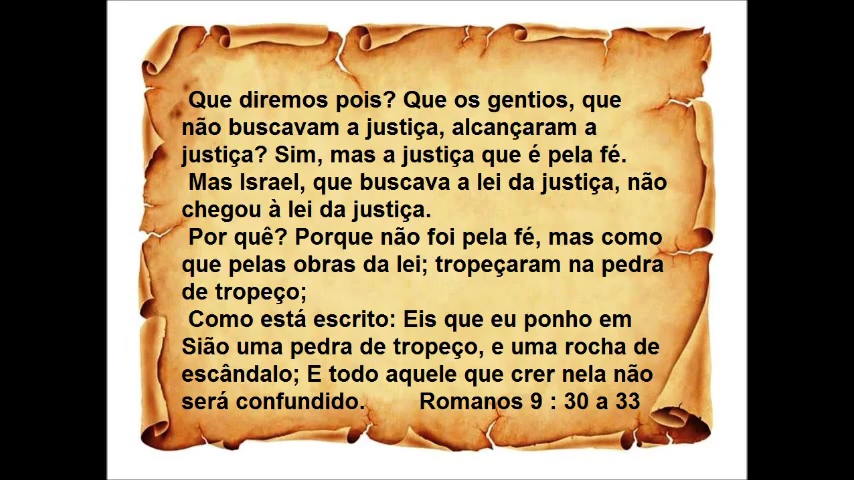 Que diremos pois? Que os gentios, que
não buscavam a justiça, alcançaram a
justiça? Sim, mas a justiça que é pela fé.
Mas Israel, que buscava a lei da justiça, não
chegou à lei da justiça.
Por quê? Porque não foi pela fé, mas como
que pelas obras da lei; tropeçaram na pedra
de tropeço;
Como está escrito: Eis que eu ponho em
Sião uma pedra de tropeço, e uma rocha de
escândalo; E todo aquele que crer nela não
será confundido. Romanos 9 : 30 a 33